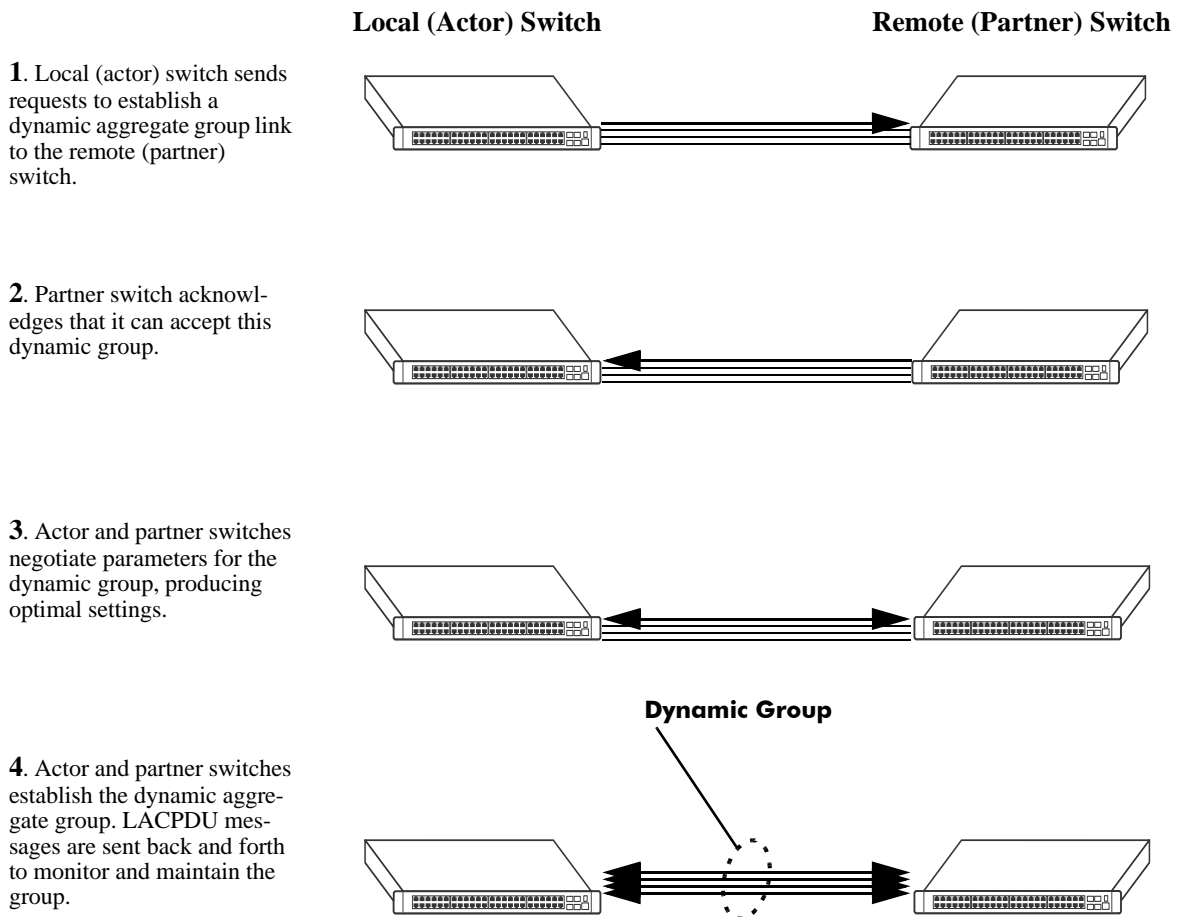 Local (Actor) Switch
Remote (Partner) Switch
1. Local (actor) switch sends
requests to establish a
dynamic aggregate group link
to the remote (partner)
switch.
2. Partner switch acknowl-
edges that it can accept this
dynamic group.
3. Actor and partner switches
negotiate parameters for the
dynamic group, producing
optimal settings.
Dynamic Group
4. Actor and partner switches
establish the dynamic aggre-
gate group. LACPDU mes-
sages are sent back and forth
to monitor and maintain the
group.